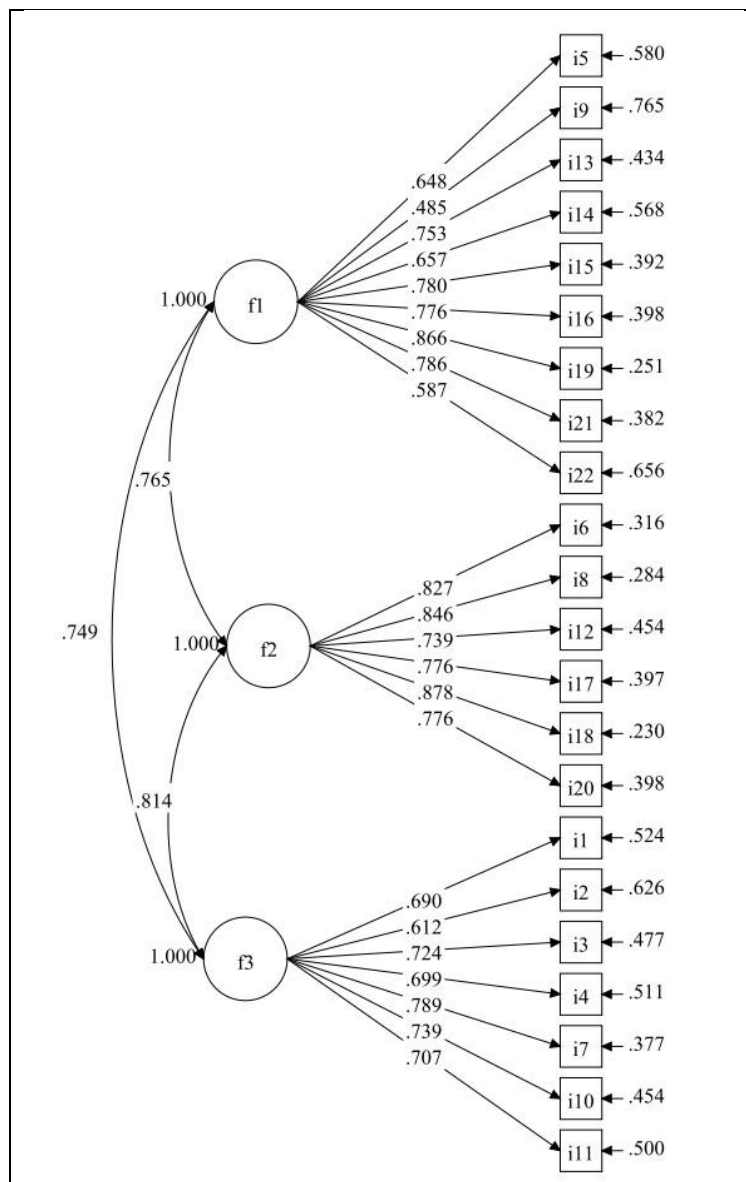 i5 .580
i9 .765
i13 .434
.648
.485
i14 .568
.753
.657
i15 .392
.780
1.000 f1
.776
i16 .398
.866
.786
i19 .251
.587
i21 .382
i22 .656
.765
i6 .316
i8 .284
.827
.846
i12 .454
.749
1.000 f2
.739
.776
i17 .397
.878
.776
i18 .230
i20 .398
.814
i1 .524
i2 .626
.690
.612
i3 .477
.724
1.000 f3
.699
i4 .511
.789
.739
i7 .377
.707
i10 .454
i11 .500